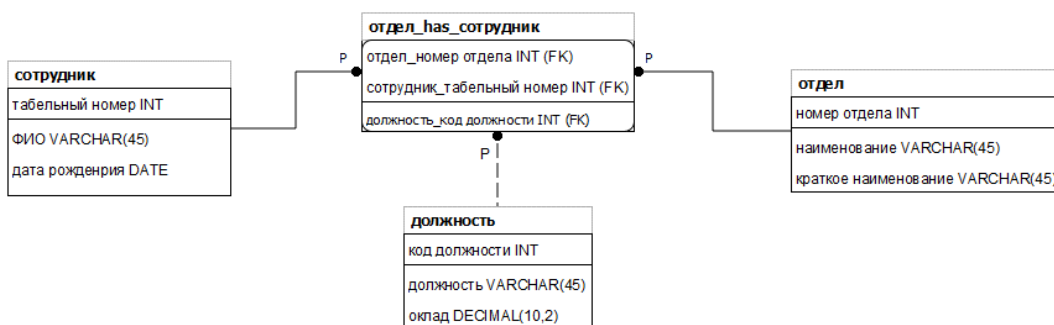 отдел_has_сотрудник
отдел_номер отдела INT (FK)
сотрудник_табельный номер INT (FK)
должность_код должности INT (FK)
P
P
P
сотрудник
табельный номер INT
ФИО VARCHAR(45)
дата рожденрия DATE
отдел
номер отдела INT
наименование VARCHAR(45)
краткое наименование VARCHAR(45)
должность
код должности INT
должность VARCHAR(45)
оклад DECIMAL(10,2)